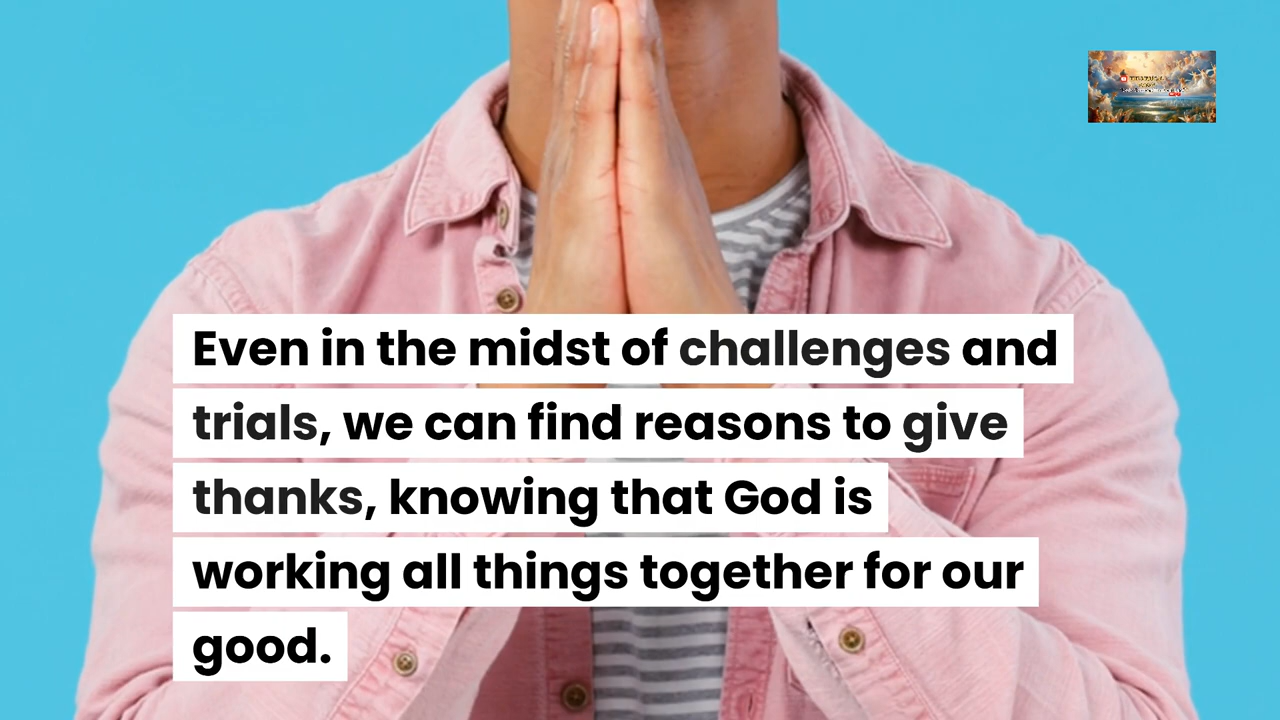 Even in the midst of challenges and
trials, we can find reasons to give
thanks, knowing that God is
working all things together for our
good.